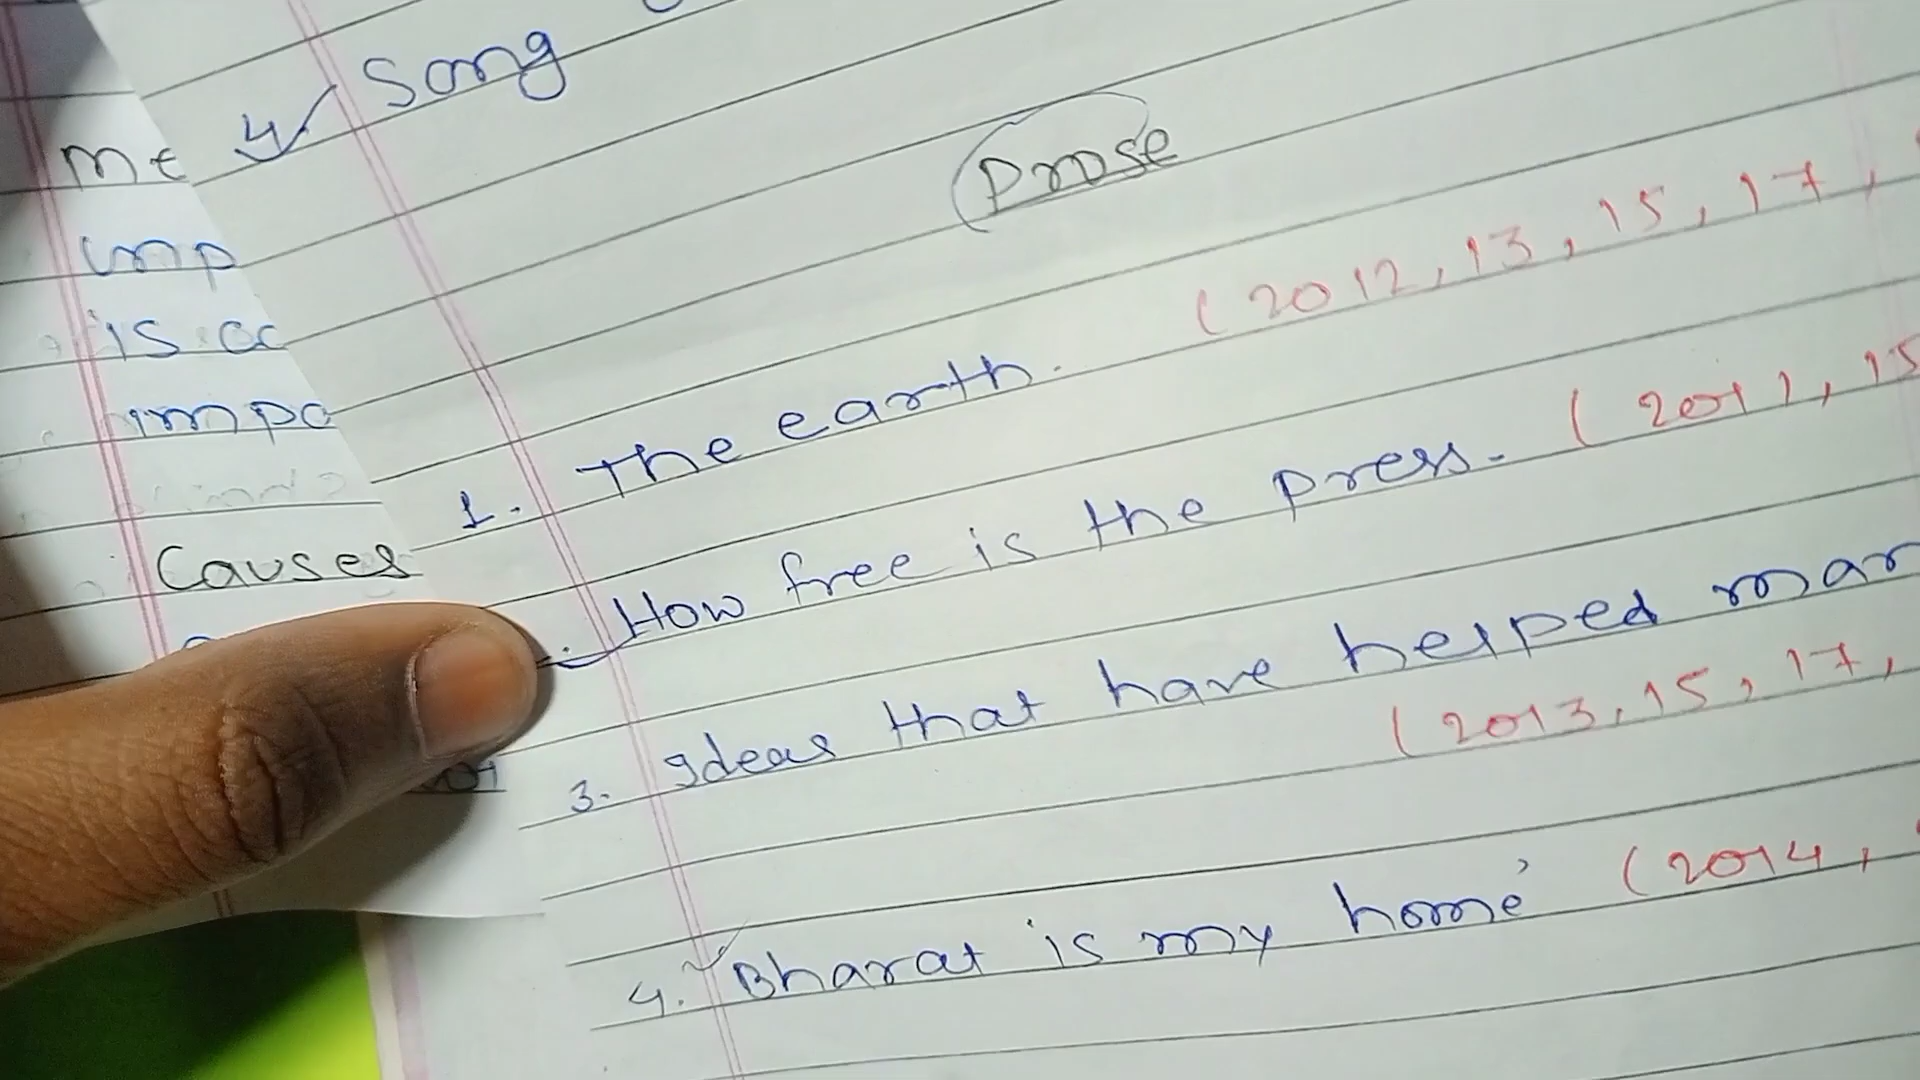 4. Song
Prose
1. The earth. (2012, 13, 15, 17,
How free is the press. (2011, 15
3. Ideas that have helped man
(2013, 15, 17,
4. Bharat is my home' (2014,
me
imp
is
impo
Causes